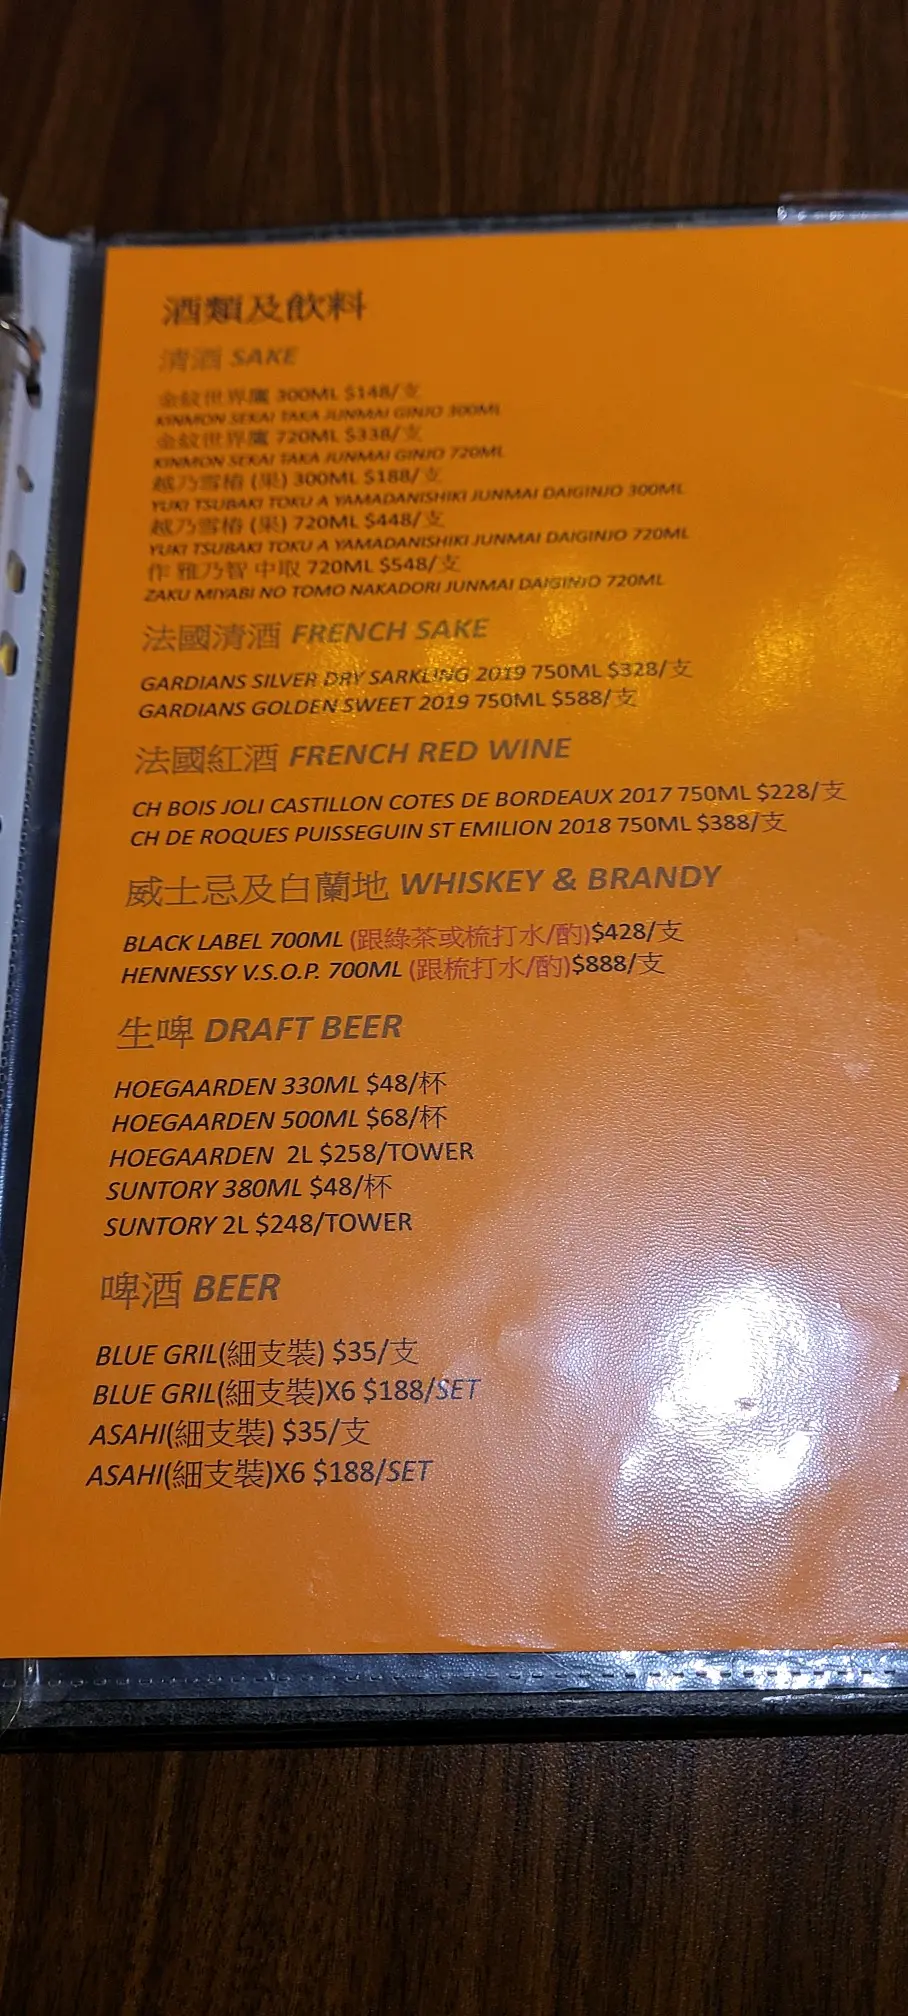 酒類及飲料
清酒 SAKE
金紋世界鷹 300ML $148/支
KINMON SEKAI TAKA JUNMAI GINJO 300ML
金紋世界鷹 720ML $338/支
KINMON SEKAI TAKA JUNMAI GINJO 720ML
越乃雪椿 (果) 300ML $188/支
YUKI TSUBAKI TOKU A YAMADANISHIKI JUNMAI DAIGINJO 300ML
越乃雪椿 (果) 720ML $448/支
YUKI TSUBAKI TOKU A YAMADANISHIKI JUNMAI DAIGINJO 720ML
作 雅乃智 中取 720ML $548/支
ZAKU MIYABI NO TOMO NAKADORI JUNMAI DAIGINJO 720ML
法國清酒 FRENCH SAKE
GARDIANS SILVER DRY SARKLING 2019 750ML $328/支
GARDIANS GOLDEN SWEET 2019 750ML $588/支
法國紅酒 FRENCH RED WINE
CH BOIS JOLI CASTILLON COTES DE BORDEAUX 2017 750ML $228/支
CH DE ROQUES PUISSEGUIN ST EMILION 2018 750ML $388/支
威士忌及白蘭地 WHISKEY & BRANDY
BLACK LABEL 700ML (跟綠茶或梳打水/酌)$428/支
HENNESSY V.S.O.P. 700ML (跟梳打水/酌)$888/支
生啤 DRAFT BEER
HOEGAARDEN 330ML $48/杯
HOEGAARDEN 500ML $68/杯
HOEGAARDEN 2L $258/TOWER
SUNTORY 380ML $48/杯
SUNTORY 2L $248/TOWER
啤酒 BEER
BLUE GRIL(細支裝) $35/支
BLUE GRIL(細支裝)X6 $188/SET
ASAHI(細支裝) $35/支
ASAHI(細支裝)X6 $188/SET